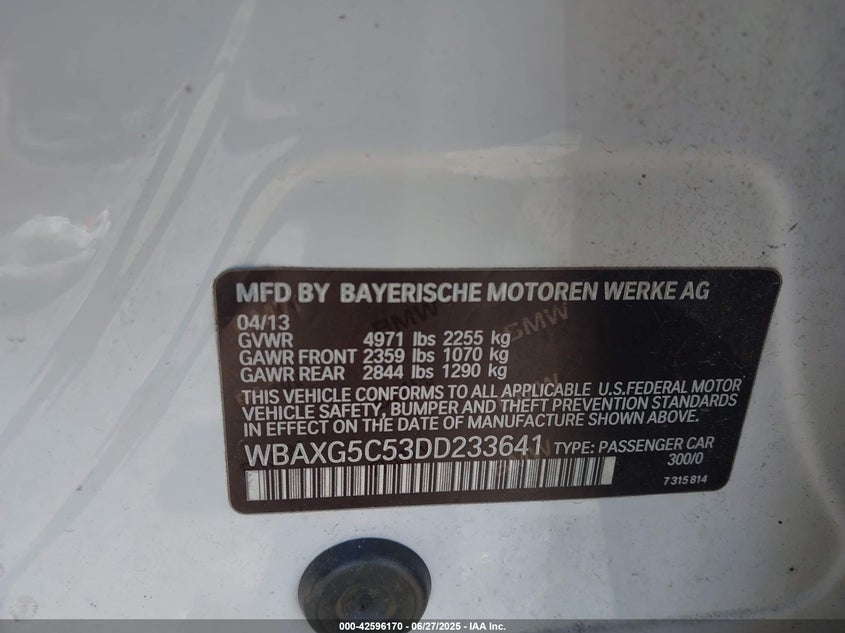 MFD BY BAYERISCHE MOTOREN WERKE AG
04/13
GVWR 4971 lbs 2255 kg
GAWR FRONT 2359 lbs 1070 kg
GAWR REAR 2844 lbs 1290 kg
THIS VEHICLE CONFORMS TO ALL APPLICABLE U.S.FEDERAL MOTOR
VEHICLE SAFETY, BUMPER AND THEFT PREVENTION STANDARDS
IN EFFECT ON THE DATE OF MANUFACTURE SHOWN ABOVE.
WBAXG5C53DD233641 TYPE: PASSENGER CAR
300/0
7 315 814
000-42596170 - 06/27/2025 - IAA Inc.